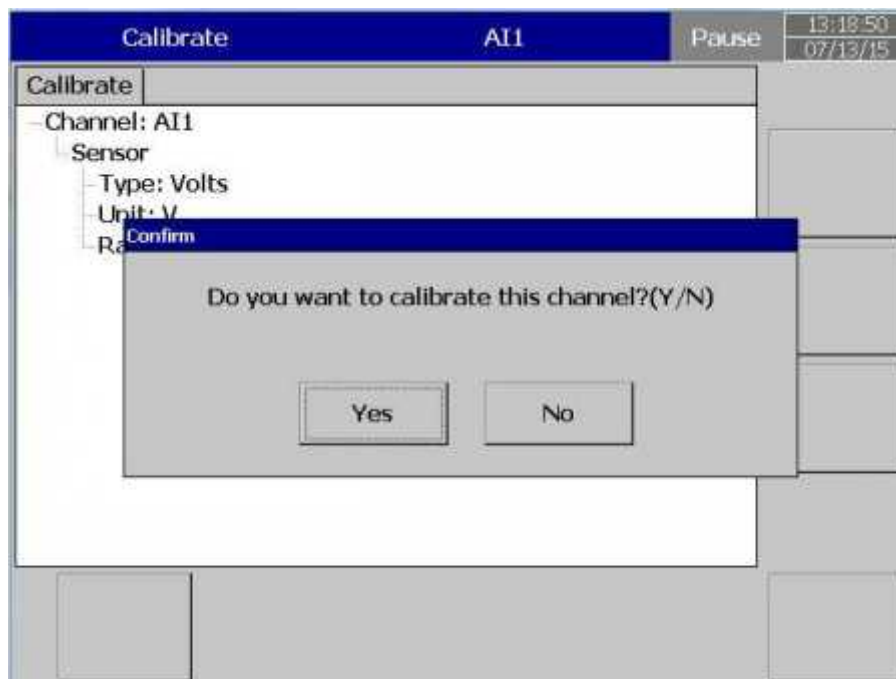 Calibrate AI1 Pause 13:18:50
07/13/15
Calibrate
Channel: AI1
Sensor
Type: Volts
Unit: V
Ra
Confirm
Do you want to calibrate this channel?(Y/N)
Yes No